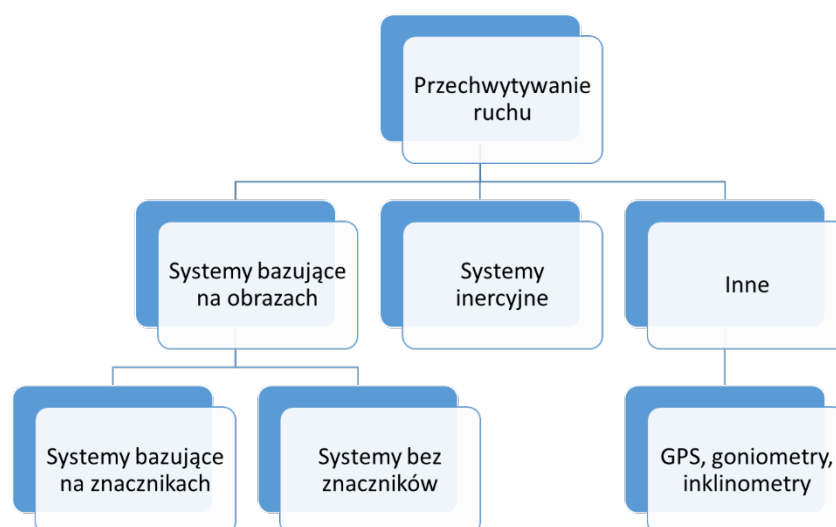 Przechwytywanie
ruchu
Systemy bazujące
na obrazach
Systemy
inercyjne
Inne
Systemy bazujące
na znacznikach
Systemy bez
znaczników
GPS, goniometry,
inklinometry